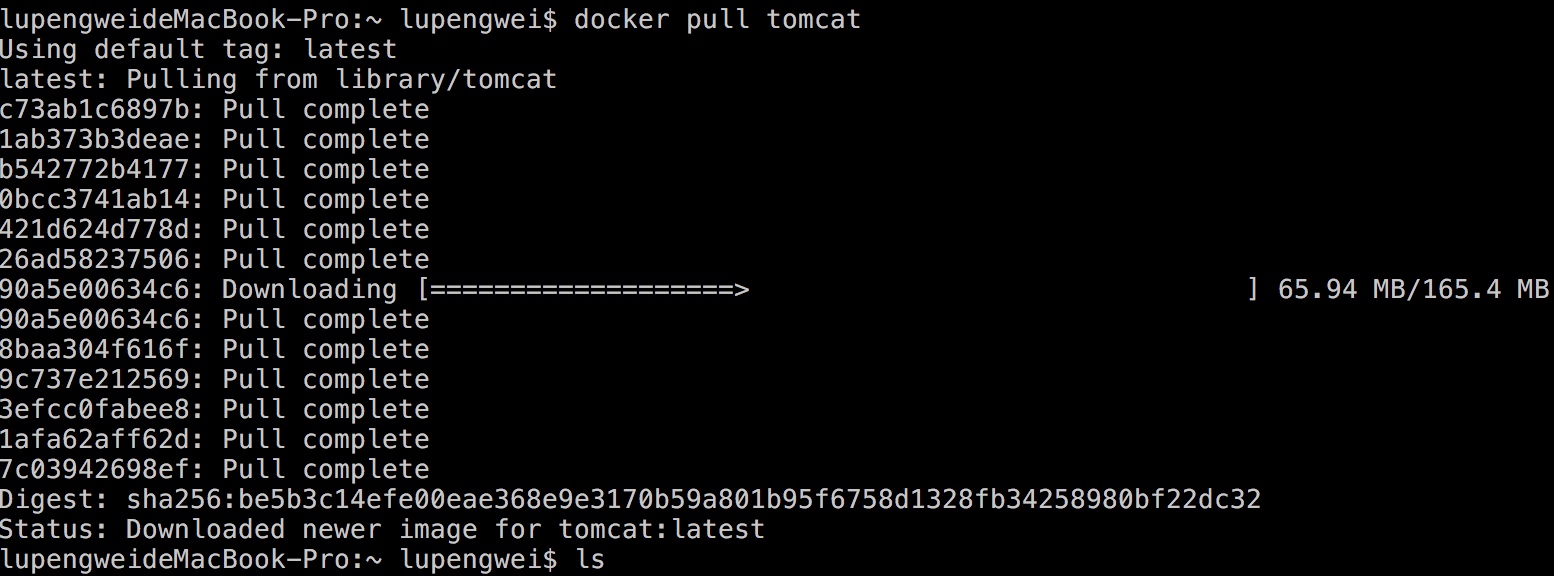 lupengweideMacBook-Pro:~ lupengwei$ docker pull tomcat
Using default tag: latest
latest: Pulling from library/tomcat
c73ab1c6897b: Pull complete
1ab373b3deae: Pull complete
b542772b4177: Pull complete
0bcc3741ab14: Pull complete
421d624d778d: Pull complete
26ad58237506: Pull complete
90a5e00634c6: Downloading [===================>                               ] 65.94 MB/165.4 MB
90a5e00634c6: Pull complete
8baa304f616f: Pull complete
9c737e212569: Pull complete
3efcc0fabee8: Pull complete
1afa62aff62d: Pull complete
7c03942698ef: Pull complete
Digest: sha256:be5b3c14efe00eae368e9e3170b59a801b95f6758d1328fb34258980bf22dc32
Status: Downloaded newer image for tomcat:latest
lupengweideMacBook-Pro:~ lupengwei$ ls